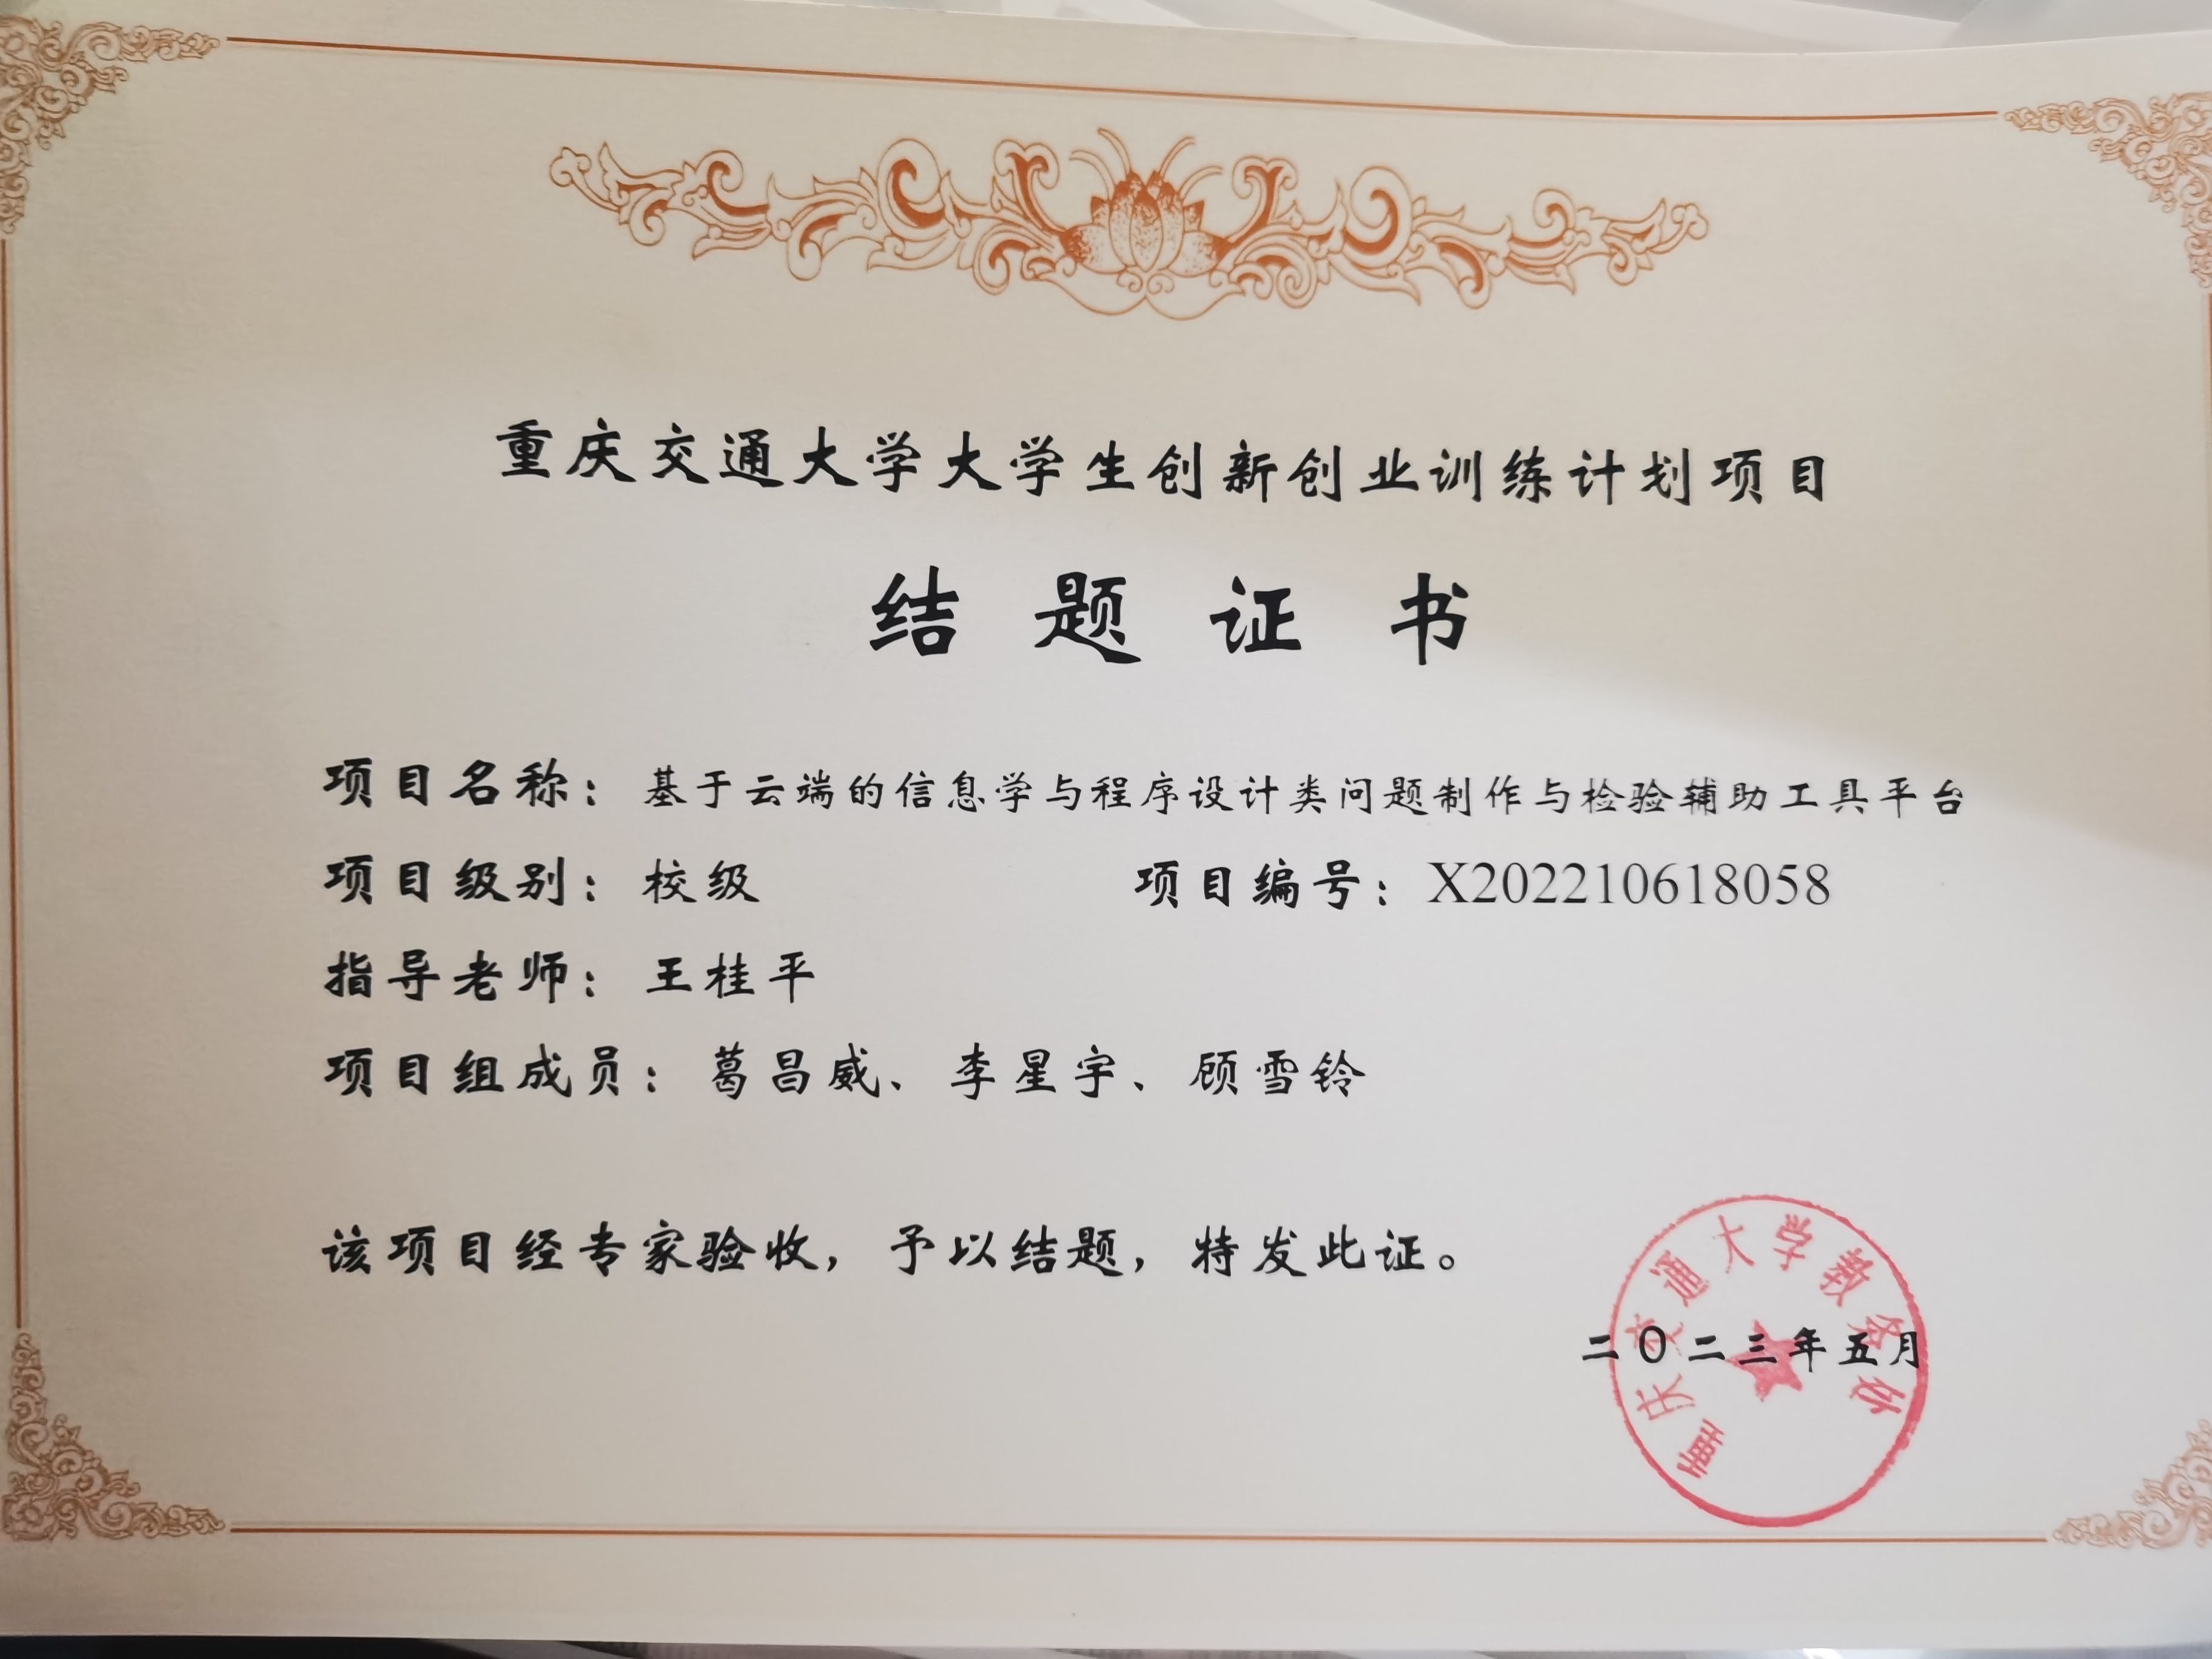 重庆交通大学大学生创新创业训练计划项目
结题证书
项目名称：基于云端的信息学与程序设计类问题制作与检验辅助工具平台
项目级别：校级 项目编号：X202210618058
指导老师：王桂平
项目组成员：葛昌威、李星宇、顾雪铃
该项目经专家验收，予以结题，特发此证。
重庆交通大学教务处
二〇二三年五月